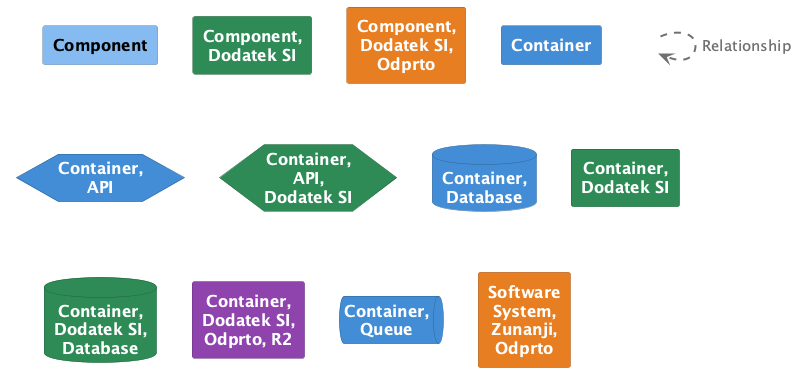 Component
Component,
Dodatek SI
Component,
Dodatek SI,
Odprto
Container
Relationship
Container,
API
Container,
API,
Dodatek SI
Container,
Database
Container,
Dodatek SI
Container,
Dodatek SI,
Database
Container,
Dodatek SI,
Odprto, R2
Container,
Queue
Software
System,
Zunanji,
Odprto